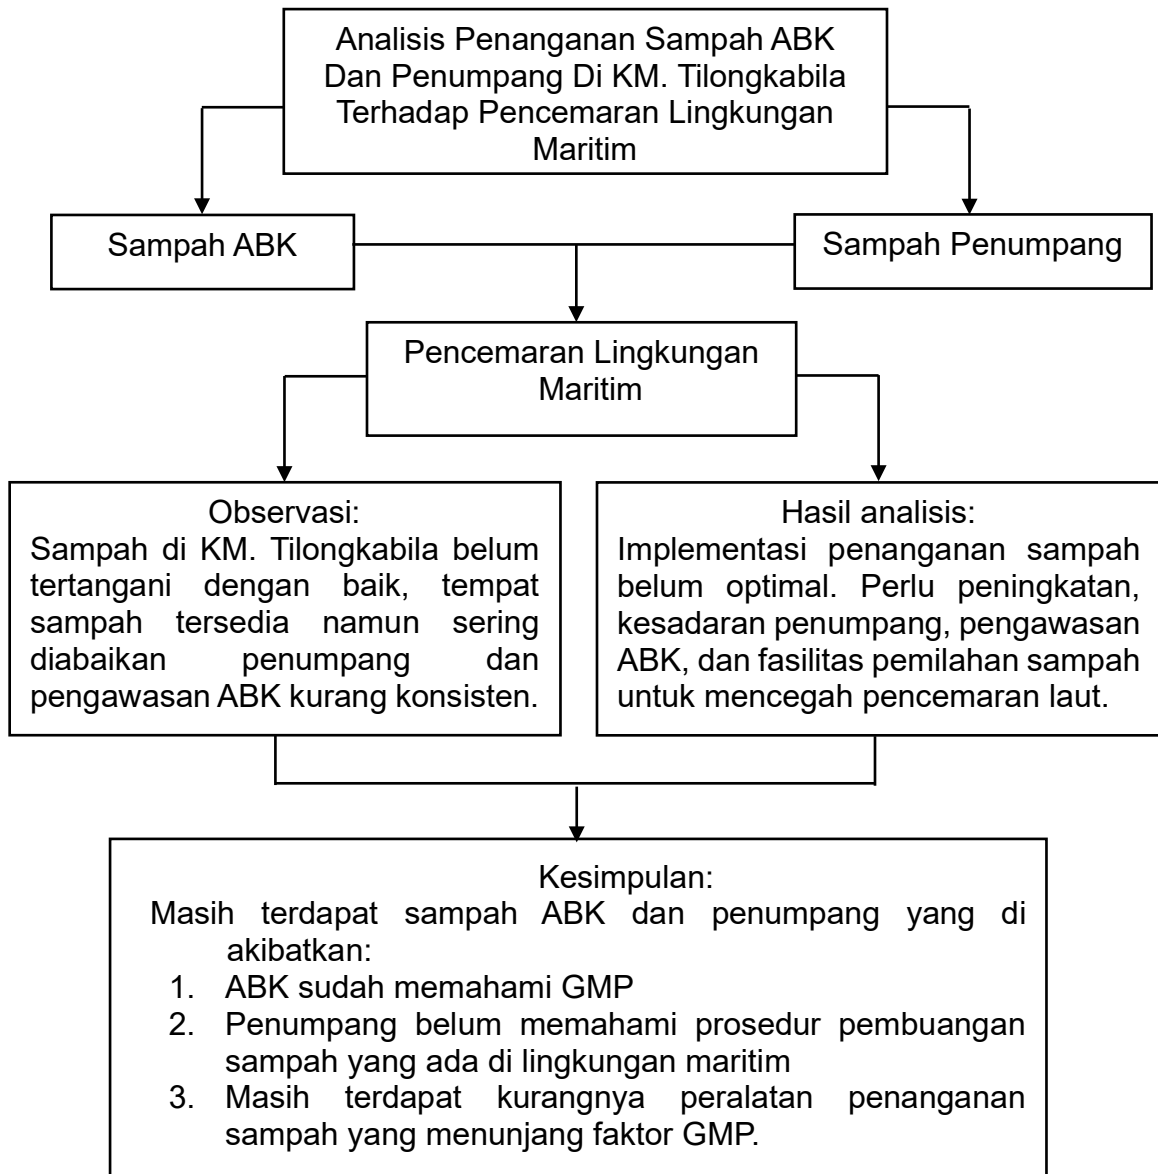 Analisis Penanganan Sampah ABK
Dan Penumpang Di KM. Tilongkabila
Terhadap Pencemaran Lingkungan
Maritim
Sampah ABK
Sampah Penumpang
Pencemaran Lingkungan
Maritim
Observasi:
Sampah di KM. Tilongkabila belum
tertangani dengan baik, tempat
sampah tersedia namun sering
diabaikan penumpang dan
pengawasan ABK kurang konsisten.
Hasil analisis:
Implementasi penanganan sampah
belum optimal. Perlu peningkatan,
kesadaran penumpang, pengawasan
ABK, dan fasilitas pemilahan sampah
untuk mencegah pencemaran laut.
Kesimpulan:
Masih terdapat sampah ABK dan penumpang yang di
akibatkan:
1. ABK sudah memahami GMP
2. Penumpang belum memahami prosedur pembuangan
sampah yang ada di lingkungan maritim
3. Masih terdapat kurangnya peralatan penanganan
sampah yang menunjang faktor GMP.